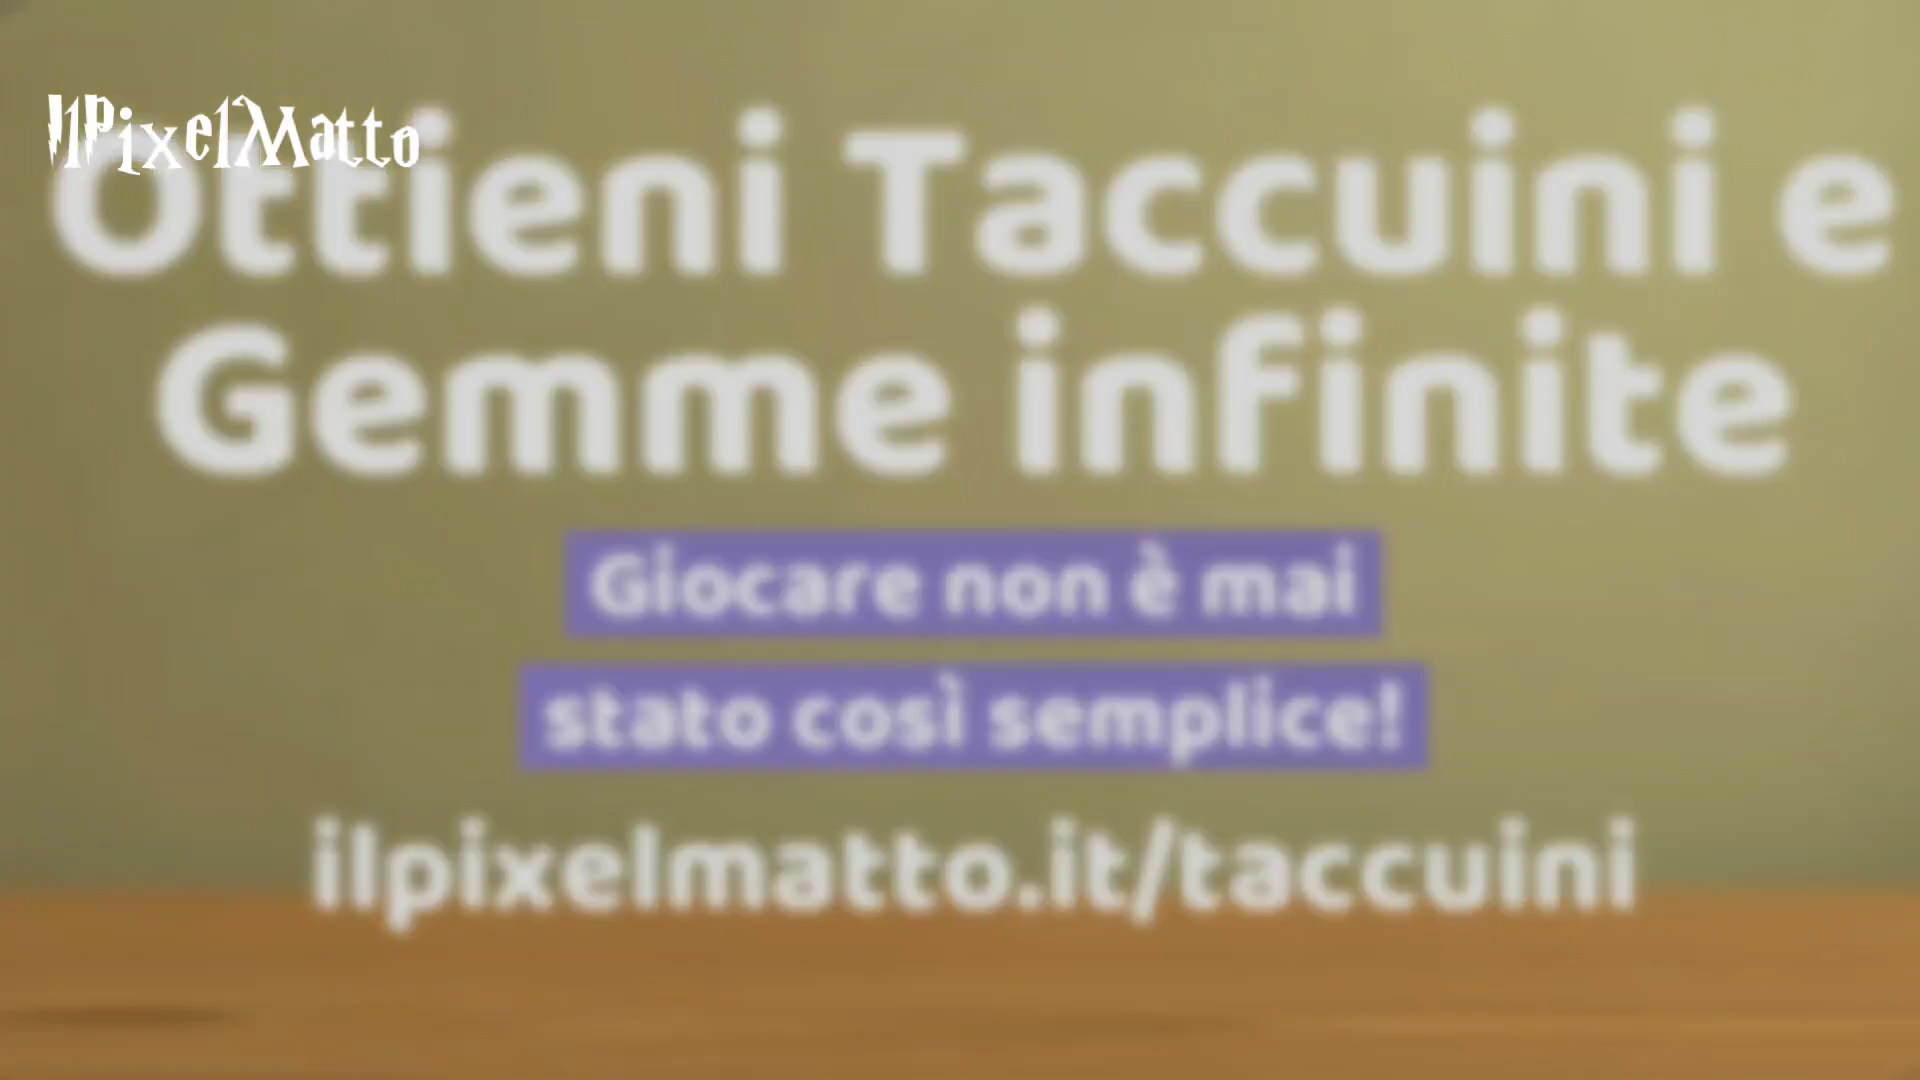 IlPixelMatto
Ottieni Taccuini e
Gemme infinite
Giocare non è mai
stato così semplice!
ilpixelmatto.it/taccuini